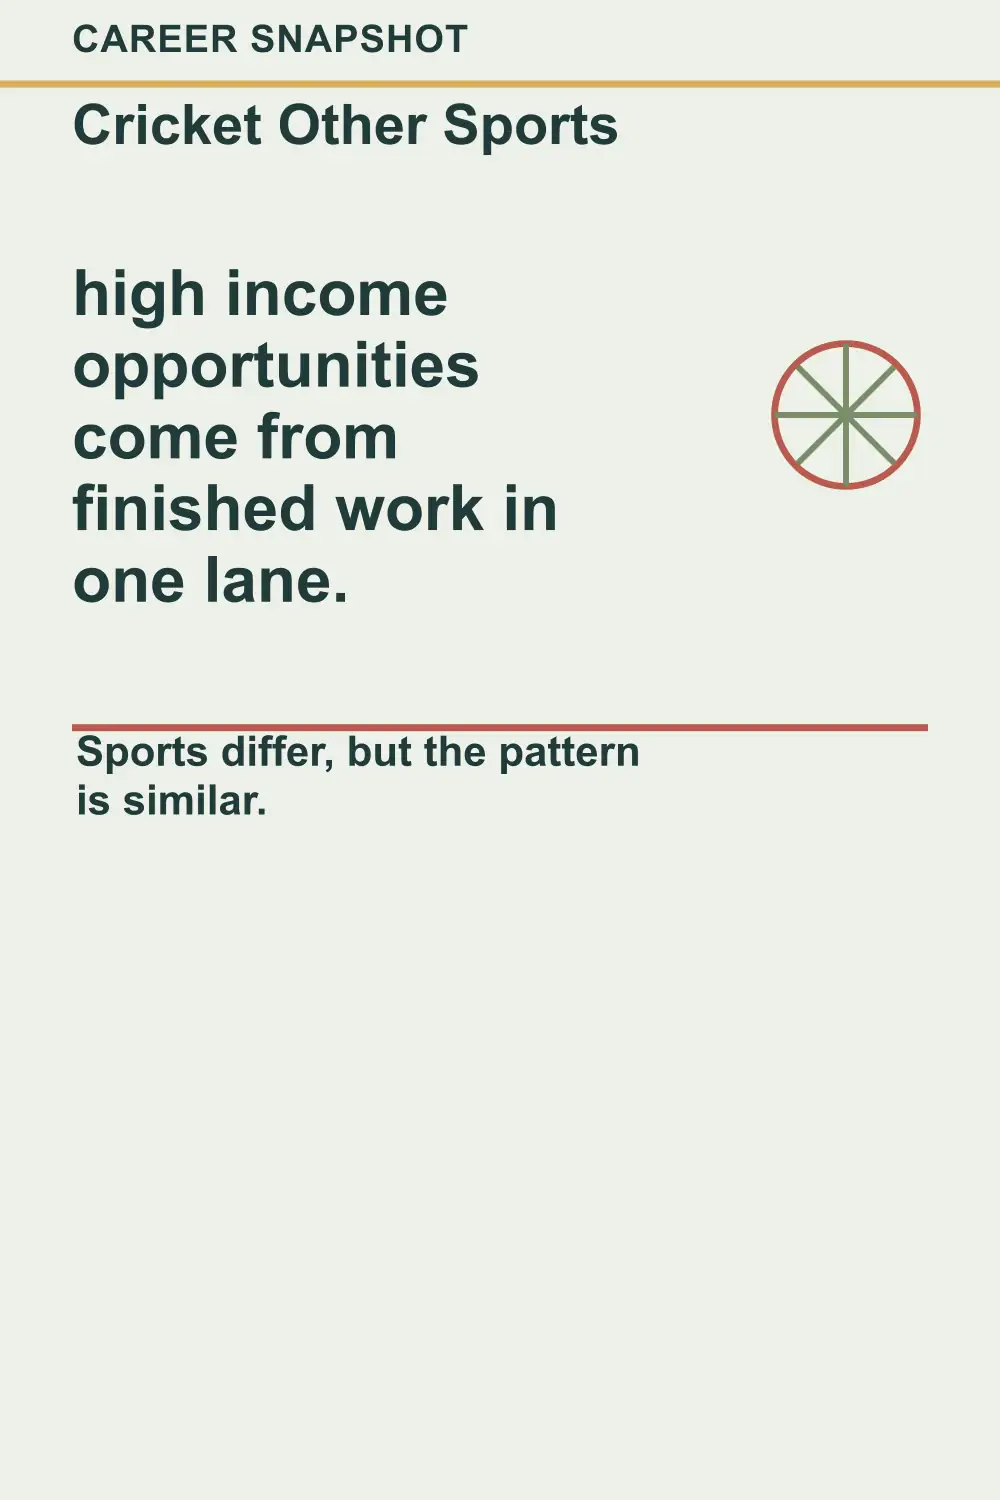 CAREER SNAPSHOT
Cricket Other Sports
high income
opportunities
come from
finished work in
one lane.
Sports differ, but the pattern
is similar.